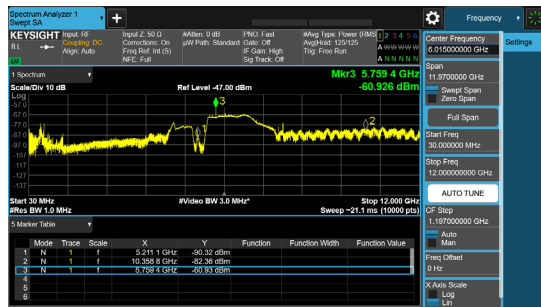 Spectrum Analyzer 1
Swept SA
+
Frequency
KEYSIGHT
Input: RF
Coupling: DC
Align: Auto
Input Z: 50 Ω
Corrections: On
Freq Ref: Int (S)
NFE: Full
#Atten: 0 dB
µW Path: Standard
PNO: Fast
Gate: Off
IF Gain: High
Sig Track: Off
#Avg Type: Power (RMS
Avg|Hold: 125/125
Trig: Free Run
1 2 3 4 5 6
A W W W W W
A N N N N N
1 Spectrum
Mkr3 5.759 4 GHz
Scale/Div 10 dB
Ref Level -47.00 dBm
-60.926 dBm
Log
-57.0
-67.0
-77.0
-87.0
-97.0
-107
-117
-127
-137
3
2
Start 30 MHz
#Video BW 3.0 MHz*
Stop 12.000 GHz
#Res BW 1.0 MHz
Sweep ~21.1 ms (10000 pts)
5 Marker Table
Mode Trace Scale X Y Function Function Width Function Value
1 N 1 f 5.211 1 GHz -90.32 dBm
2 N 1 f 10.358 8 GHz -82.36 dBm
3 N 1 f 5.759 4 GHz -60.93 dBm
4
5
6
Settings
Center Frequency
6.015000000 GHz
Span
11.9700000 GHz
Swept Span
Zero Span
Full Span
Start Freq
30.000000 MHz
Stop Freq
12.000000000 GHz
AUTO TUNE
CF Step
1.197000000 GHz
Auto
Man
Freq Offset
0 Hz
X Axis Scale
Log
Lin